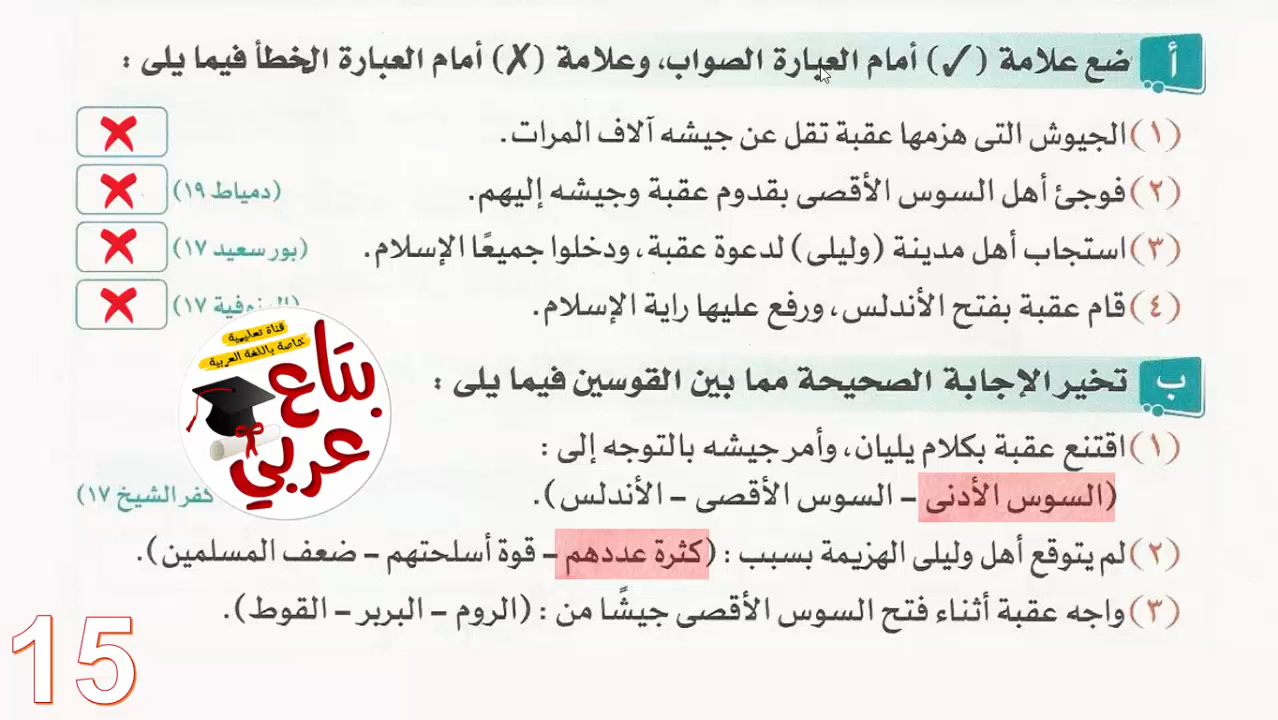 أ ضع علامة (✓) أمام العبارة الصواب، وعلامة (✗) أمام العبارة الخطأ فيما يلى :
(١) الجيوش التى هزمها عقبة تقل عن جيشه آلاف المرات.
(٢) فوجئ أهل السوس الأقصى بقدوم عقبة وجيشه إليهم. (دمياط ١٩)
(٣) استجاب أهل مدينة (وليلى) لدعوة عقبة، ودخلوا جميعًا الإسلام. (بورسعيد ١٧)
(٤) قام عقبة بفتح الأندلس، ورفع عليها راية الإسلام. ١٧)
قناة تعليمية
خاصة باللغة العربية
بتاع
عربي
ب تخير الإجابة الصحيحة مما بين القوسين فيما يلى :
(١) اقتنع عقبة بكلام يليان، وأمر جيشه بالتوجه إلى :
(السوس الأدنى – السوس الأقصى – الأندلس). كفر الشيخ ١٧)
(٢) لم يتوقع أهل وليلى الهزيمة بسبب : (كثرة عددهم – قوة أسلحتهم – ضعف المسلمين).
(٣) واجه عقبة أثناء فتح السوس الأقصى جيشًا من : (الروم – البربر – القوط).
15